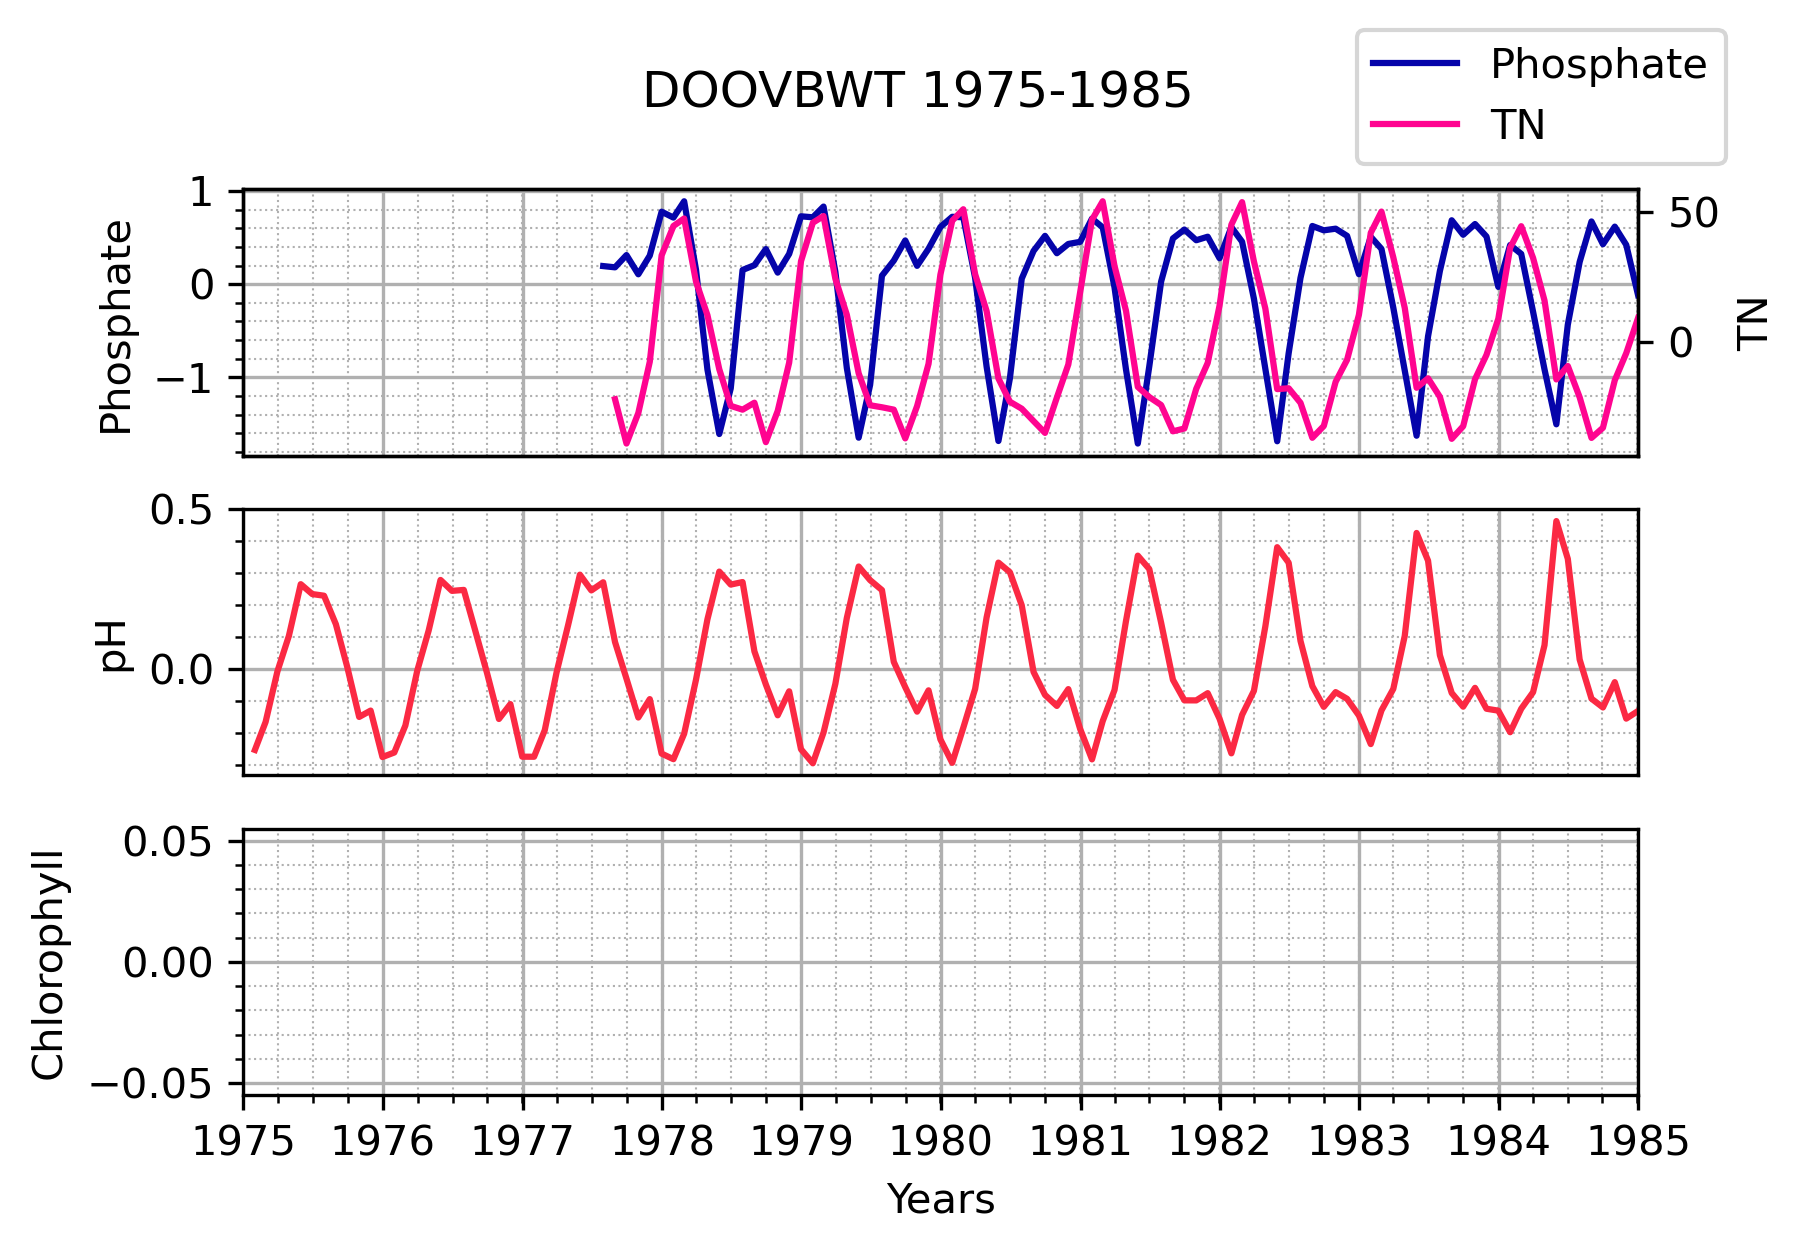 DOOVBWT 1975-1985
Phosphate
TN
Phosphate
1
0
−1
50
0
TN
pH
0.5
0.0
Chlorophyll
0.05
0.00
−0.05
1975 1976 1977 1978 1979 1980 1981 1982 1983 1984 1985
Years